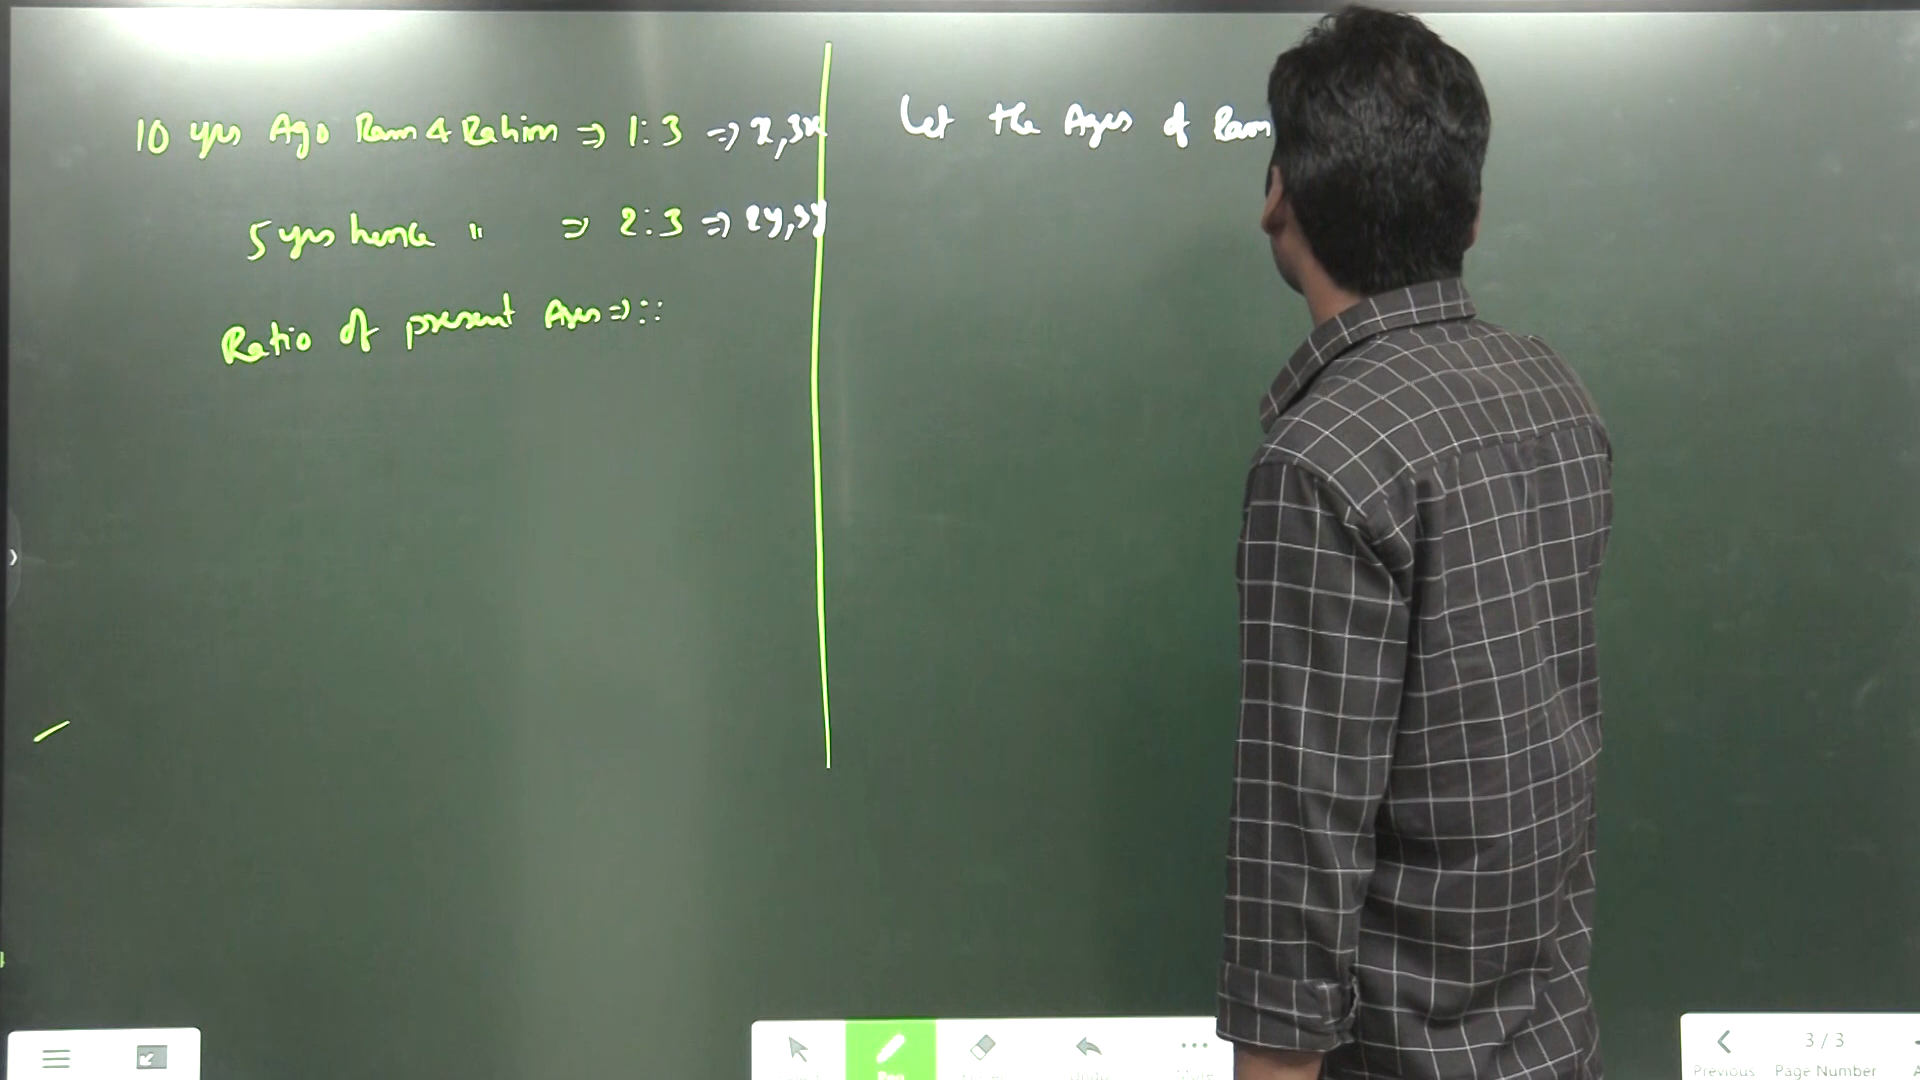 10 yrs Ago Ram & Rahim => 1:3 => x,3x
5 yrs hence " => 2:3 => 2y,3y
Ratio of present Ages => ::
Let the Ages of Ram
3 / 3
Previous Page Number